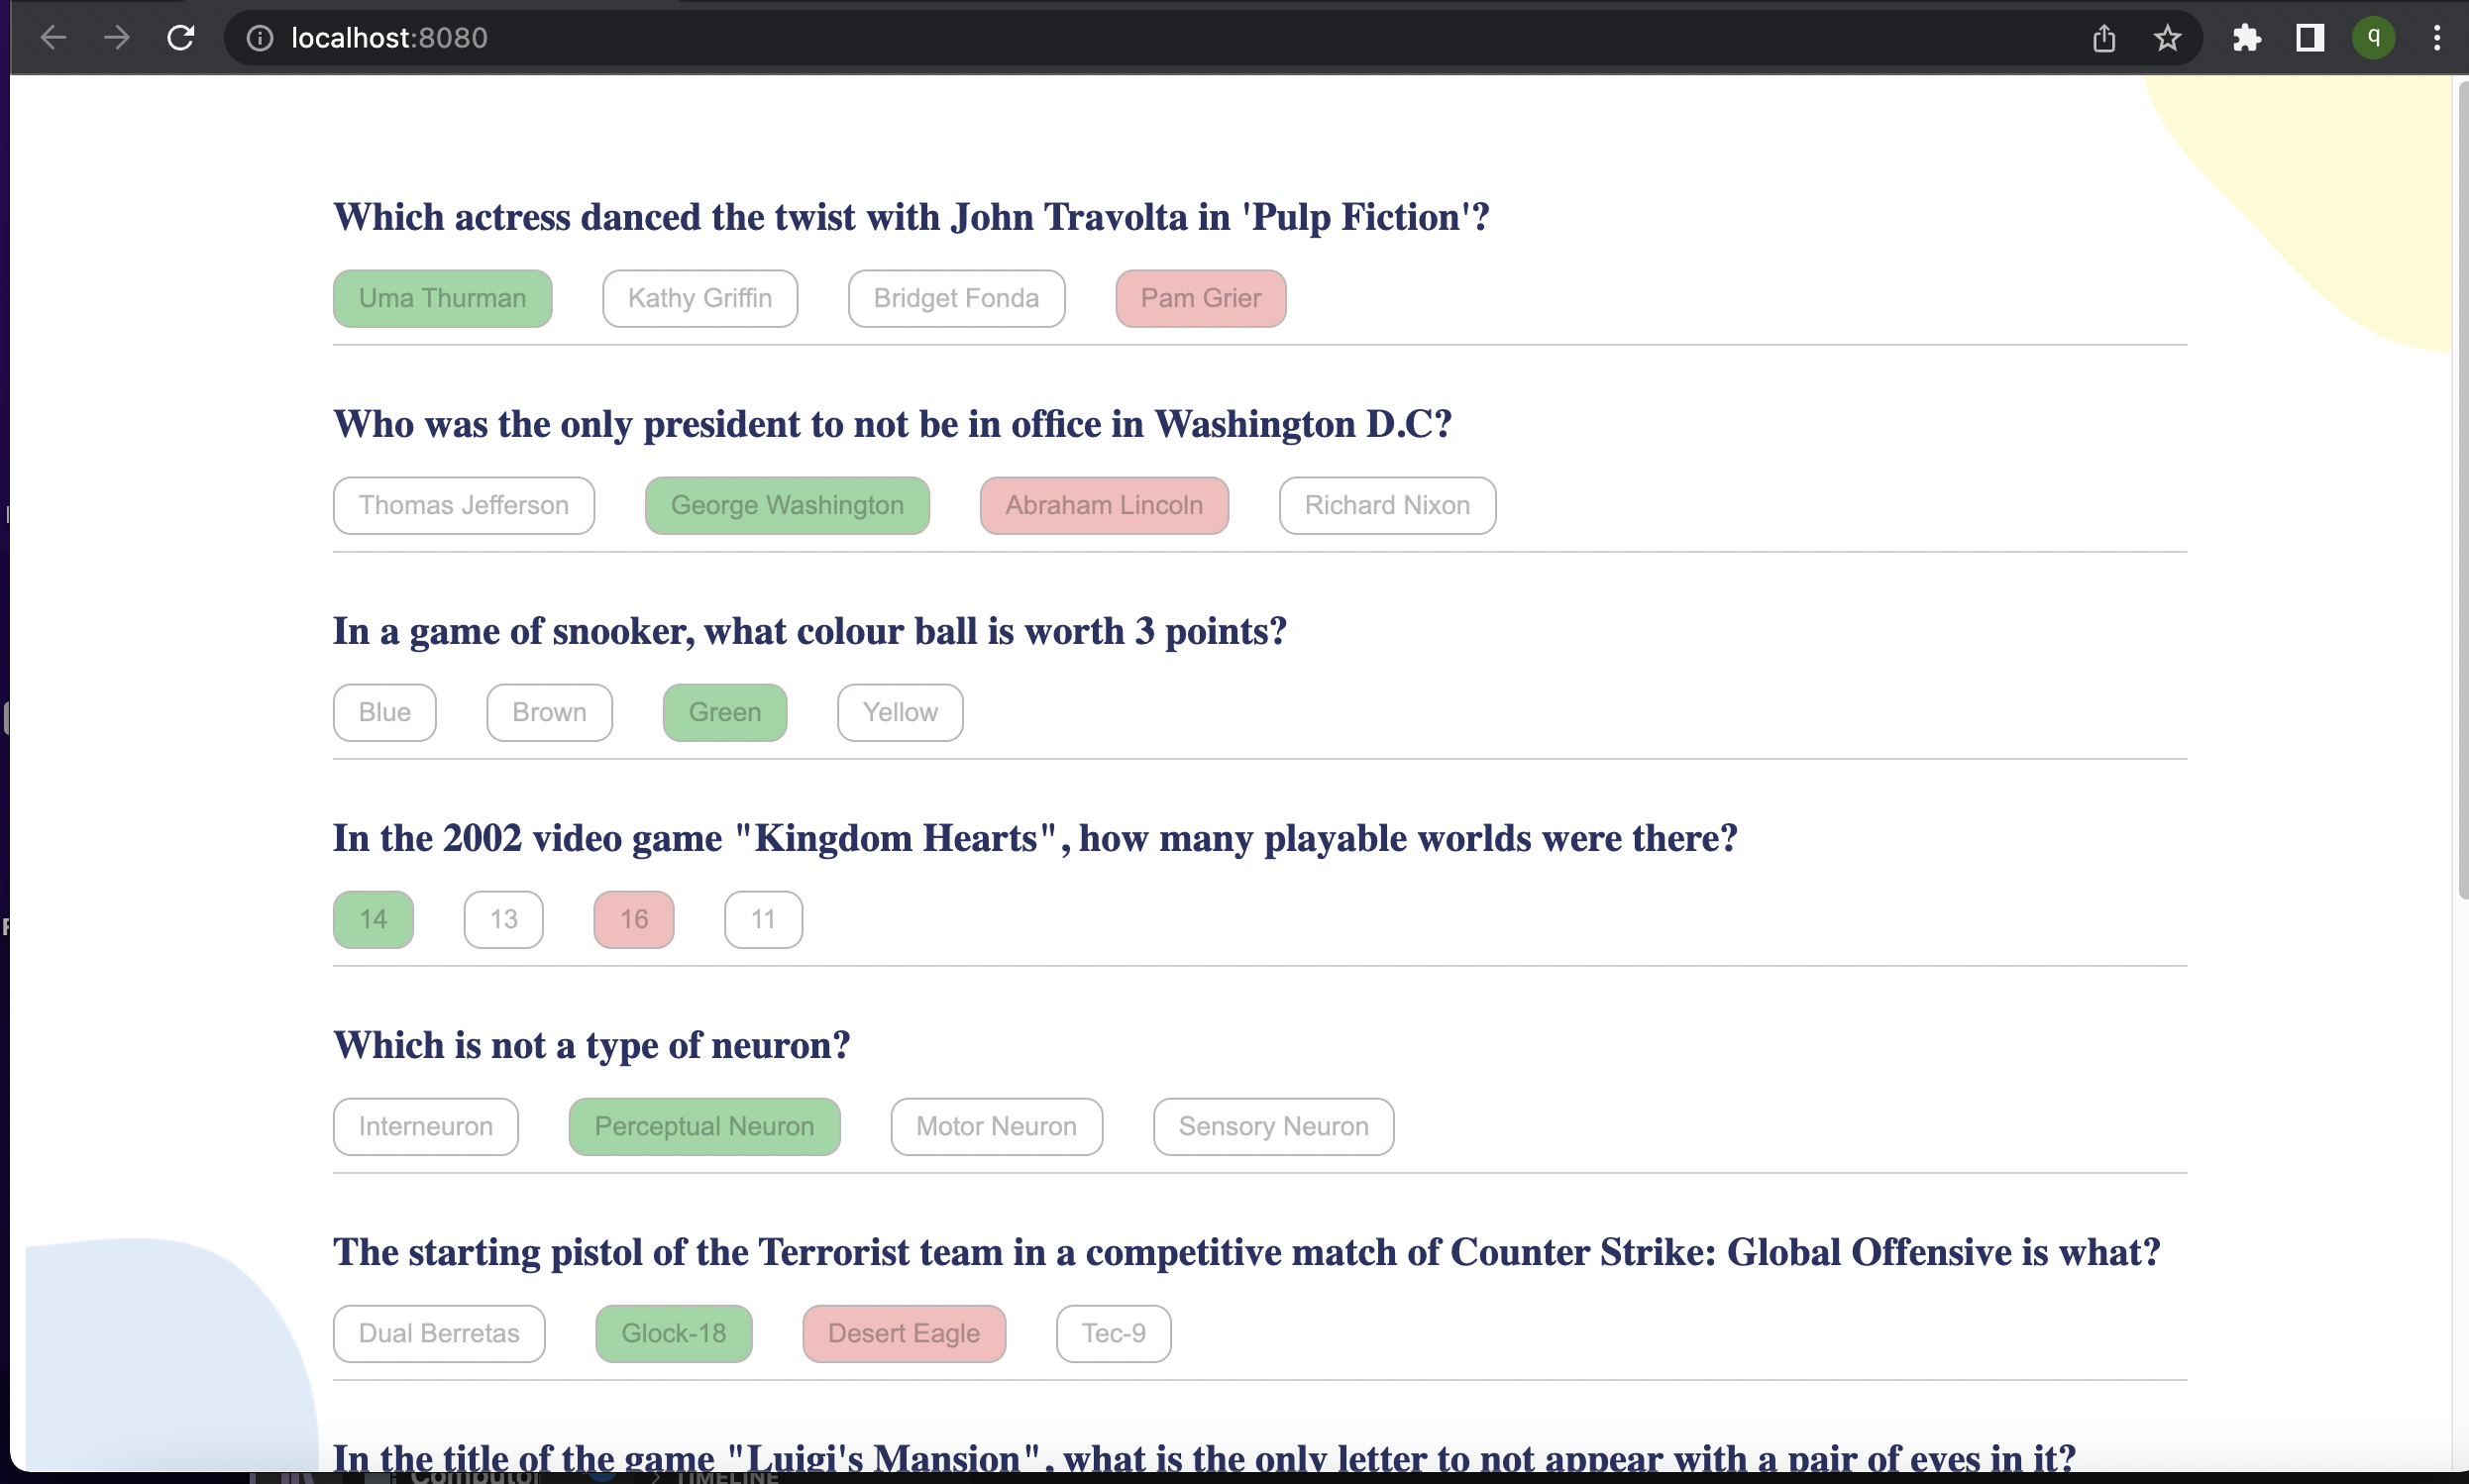 localhost:8080
q
Which actress danced the twist with John Travolta in 'Pulp Fiction'?
Uma Thurman Kathy Griffin Bridget Fonda Pam Grier
Who was the only president to not be in office in Washington D.C?
Thomas Jefferson George Washington Abraham Lincoln Richard Nixon
In a game of snooker, what colour ball is worth 3 points?
Blue Brown Green Yellow
In the 2002 video game "Kingdom Hearts", how many playable worlds were there?
14 13 16 11
Which is not a type of neuron?
Interneuron Perceptual Neuron Motor Neuron Sensory Neuron
The starting pistol of the Terrorist team in a competitive match of Counter Strike: Global Offensive is what?
Dual Berretas Glock-18 Desert Eagle Tec-9
In the title of the game "Luigi's Mansion", what is the only letter to not appear with a pair of eyes in it?
TIMELINE